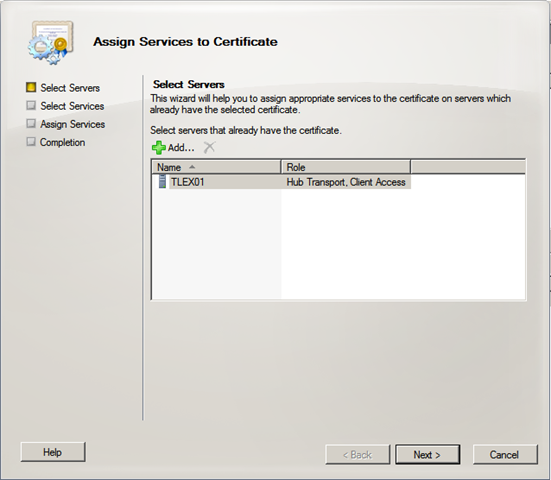 Assign Services to Certificate
Select Servers
Select Services
Assign Services
Completion
Select Servers
This wizard will help you to assign appropriate services to the certificate on servers which
already have the selected certificate.
Select servers that already have the certificate.
Add...
Name Role
TLEX01 Hub Transport, Client Access
Help < Back Next > Cancel